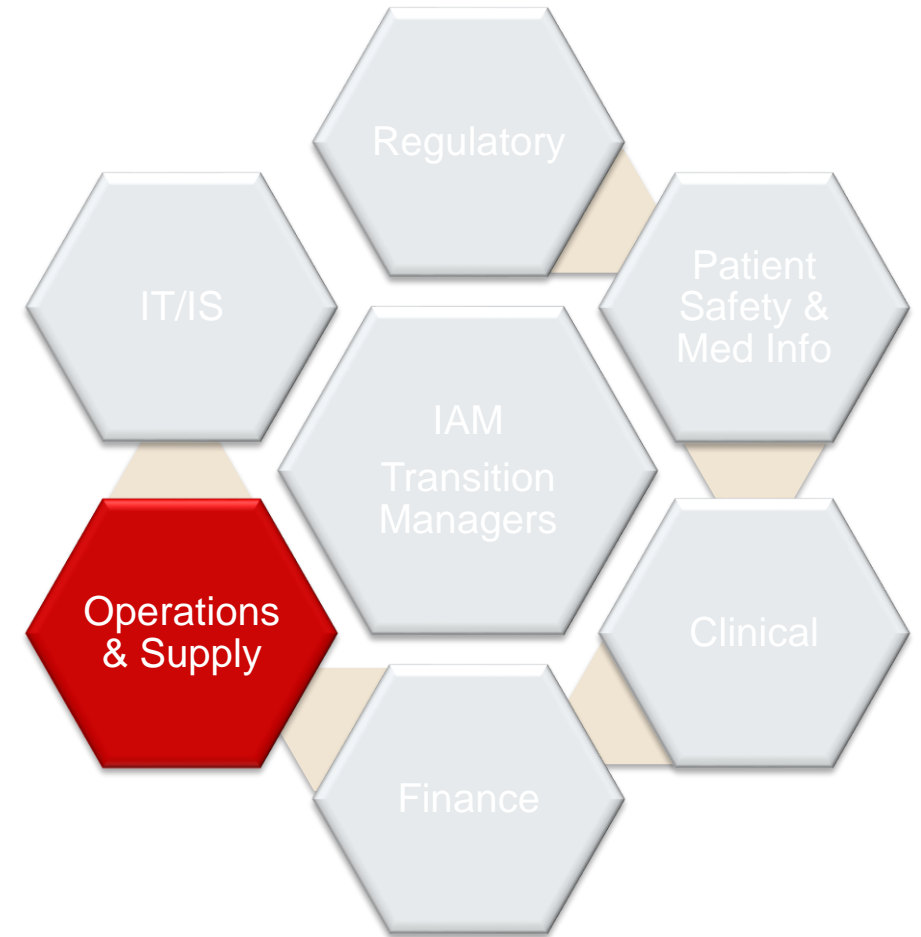 Regulatory
Patient
Safety &
Med Info
IT/IS
IAM
Transition
Managers
Operations
& Supply
Clinical
Finance